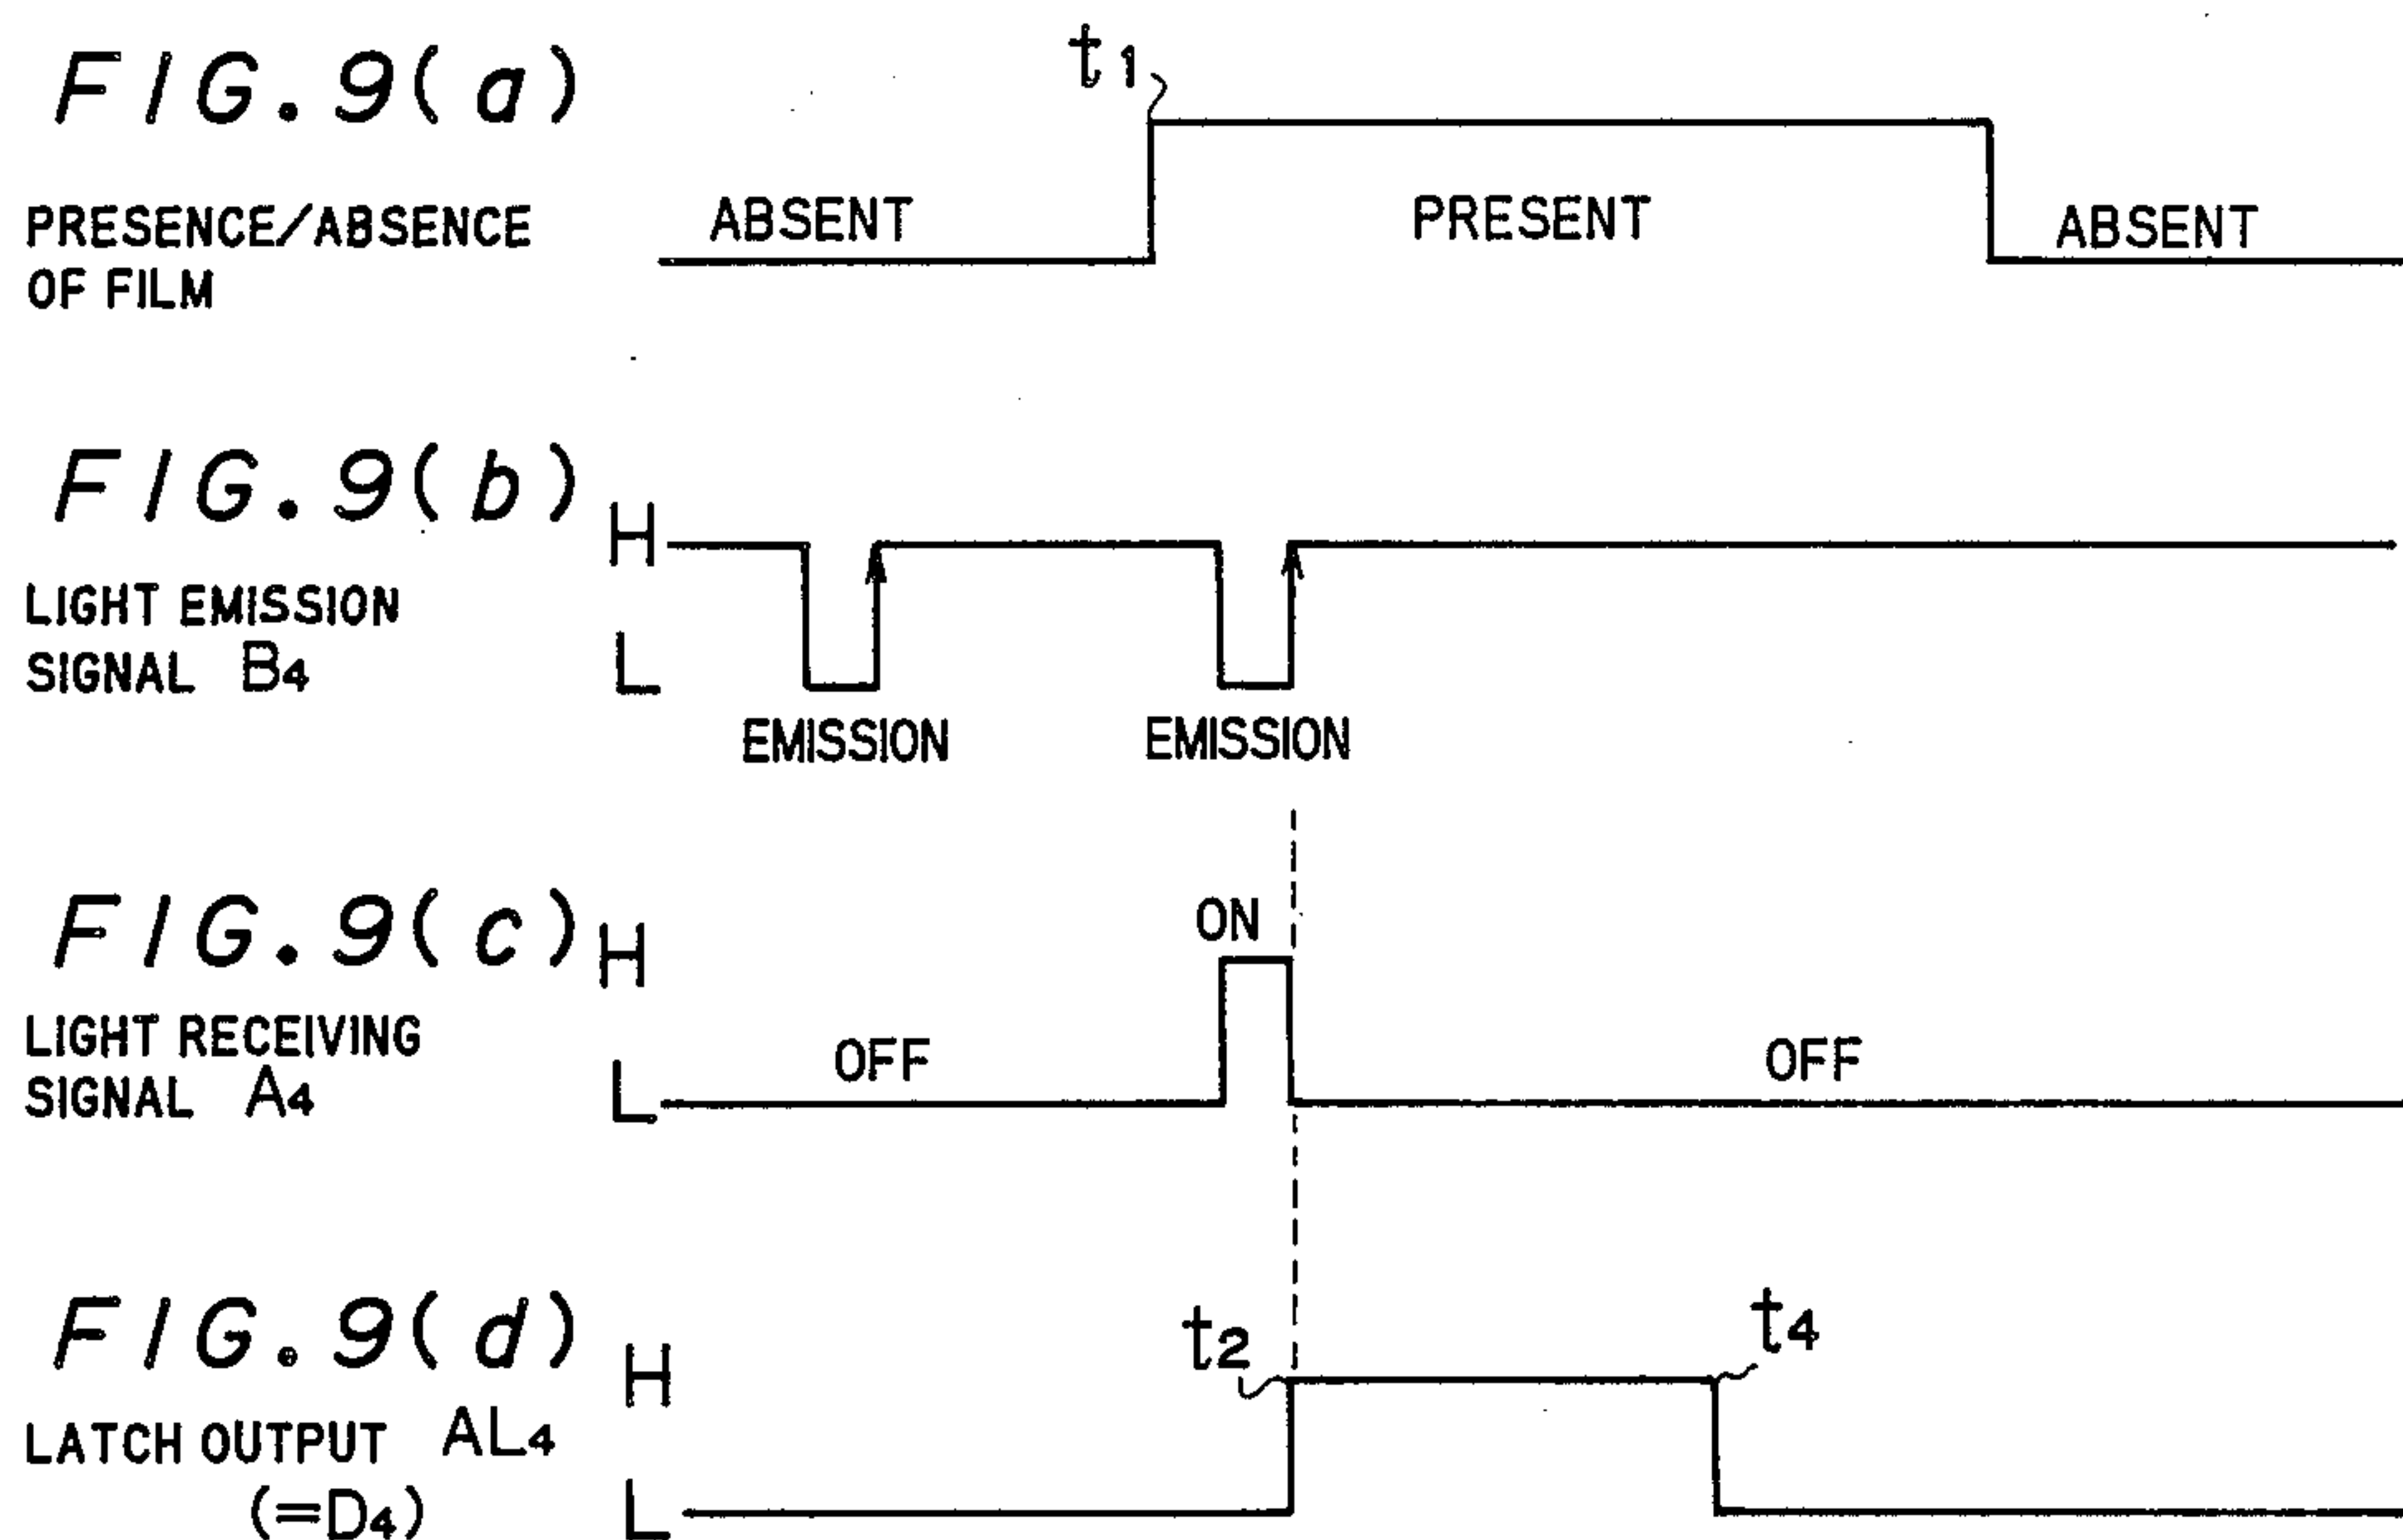 FIG.9(a)
t1
PRESENCE/ABSENCE
OF FILM
ABSENT
PRESENT
ABSENT
FIG.9(b)
H
LIGHT EMISSION
SIGNAL B4
L
EMISSION
EMISSION
FIG.9(c)
H
ON
LIGHT RECEIVING
SIGNAL A4
L
OFF
OFF
FIG.9(d)
H
t2
t4
LATCH OUTPUT AL4
(=D4)
L